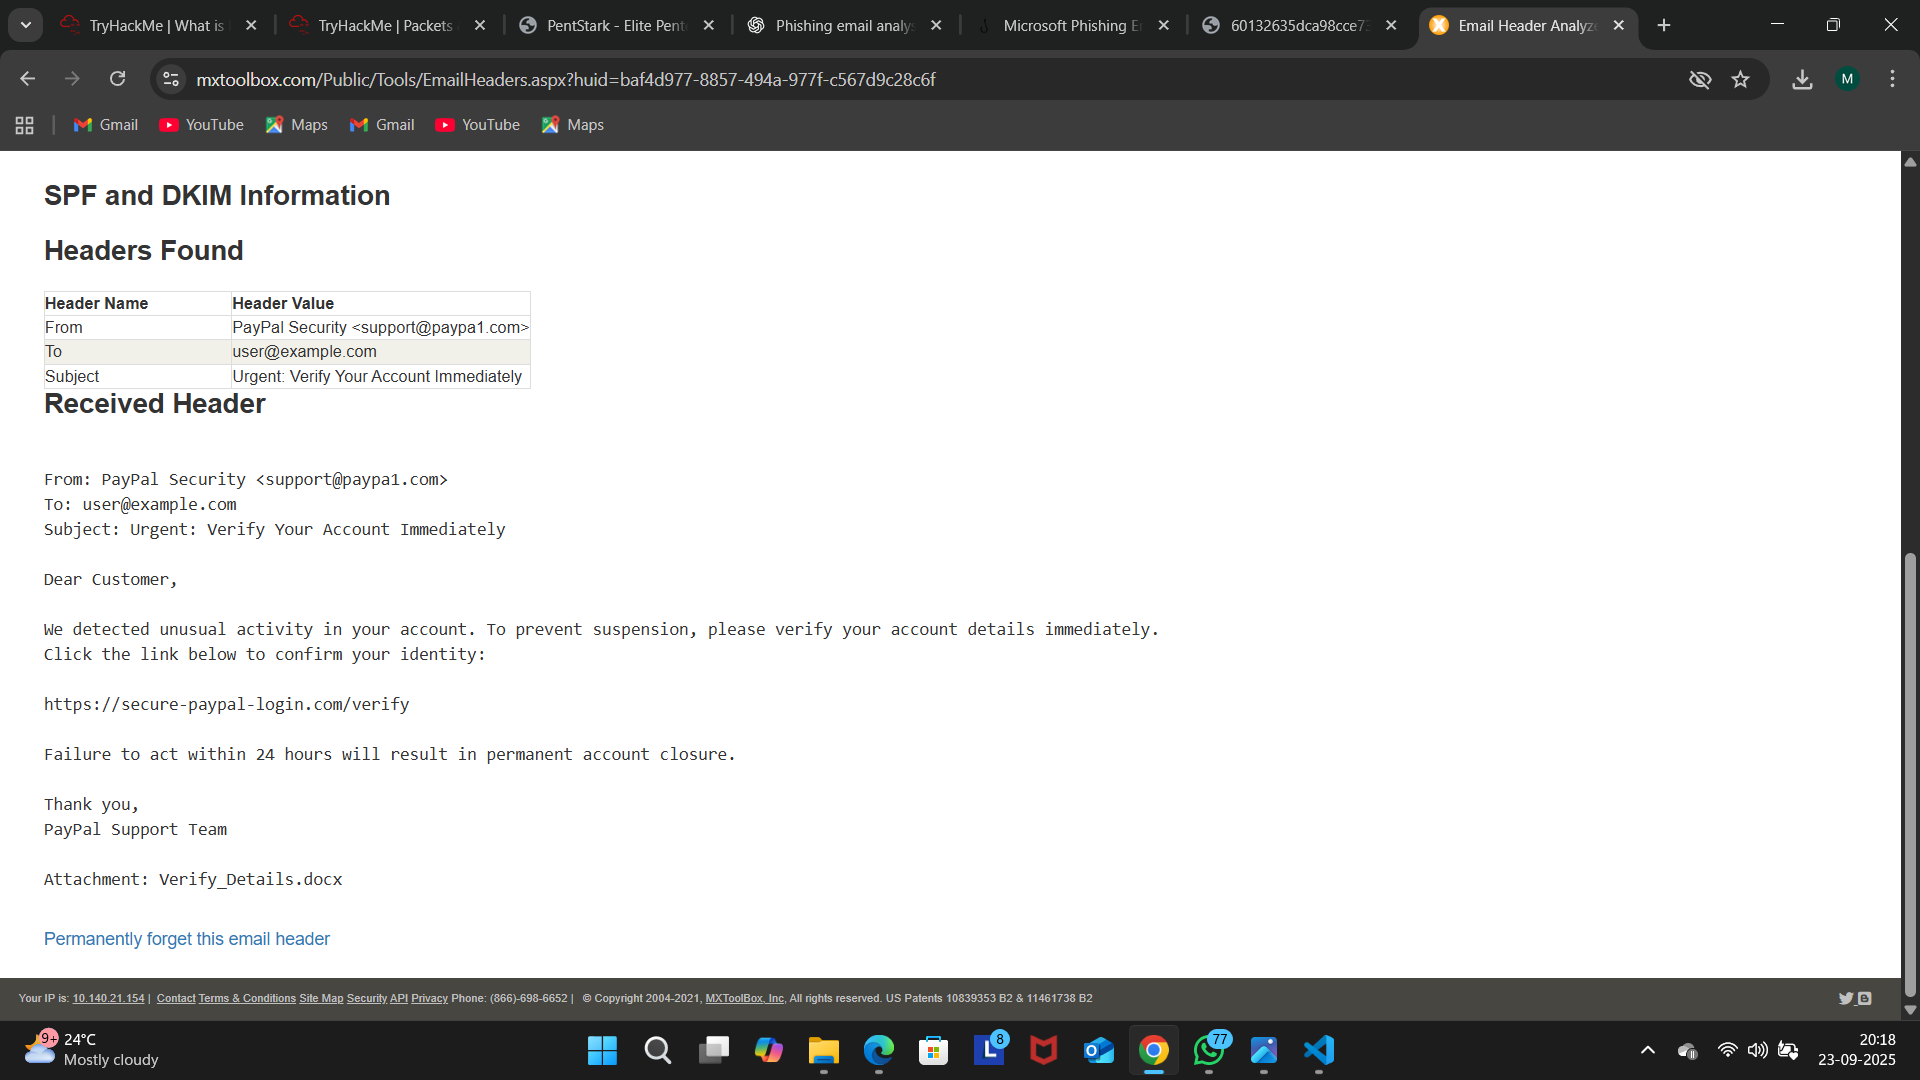 TryHackMe | What is
TryHackMe | Packets
PentStark - Elite Pent
Phishing email analys
Microsoft Phishing E
60132635dca98cce7
Email Header Analyze
mxtoolbox.com/Public/Tools/EmailHeaders.aspx?huid=baf4d977-8857-494a-977f-c567d9c28c6f
M
Gmail
YouTube
Maps
Gmail
YouTube
Maps
SPF and DKIM Information
Headers Found
Header Name Header Value
From PayPal Security <support@paypa1.com>
To user@example.com
Subject Urgent: Verify Your Account Immediately
Received Header
From: PayPal Security <support@paypa1.com>
To: user@example.com
Subject: Urgent: Verify Your Account Immediately
Dear Customer,
We detected unusual activity in your account. To prevent suspension, please verify your account details immediately.
Click the link below to confirm your identity:
https://secure-paypal-login.com/verify
Failure to act within 24 hours will result in permanent account closure.
Thank you,
PayPal Support Team
Attachment: Verify_Details.docx
Permanently forget this email header
Your IP is: 10.140.21.154 | Contact Terms & Conditions Site Map Security API Privacy Phone: (866)-698-6652 | © Copyright 2004-2021, MXToolBox, Inc, All rights reserved. US Patents 10839353 B2 & 11461738 B2
9+
24°C
Mostly cloudy
L
8
77
20:18
23-09-2025